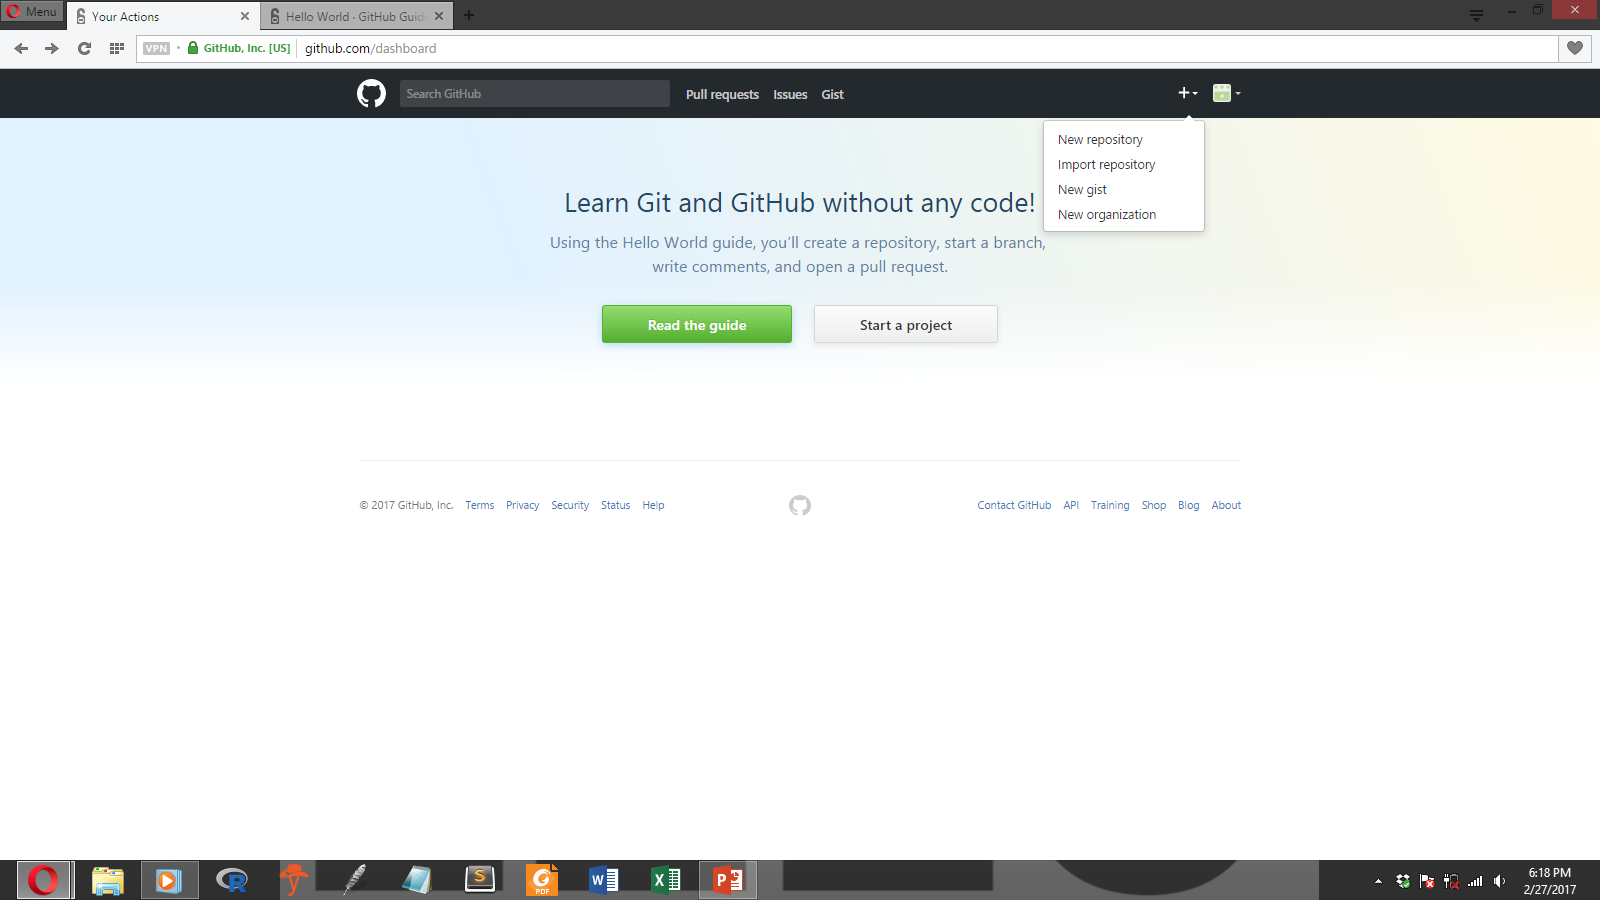 Menu
Your Actions
Hello World · GitHub Guid
VPN
GitHub, Inc. [US]
github.com/dashboard
Search GitHub
Pull requests
Issues
Gist
New repository
Import repository
New gist
New organization
Learn Git and GitHub without any code!
Using the Hello World guide, you’ll create a repository, start a branch,
write comments, and open a pull request.
Read the guide
Start a project
© 2017 GitHub, Inc. Terms Privacy Security Status Help
Contact GitHub API Training Shop Blog About
R
S
PDF
W
X
P
6:18 PM
2/27/2017